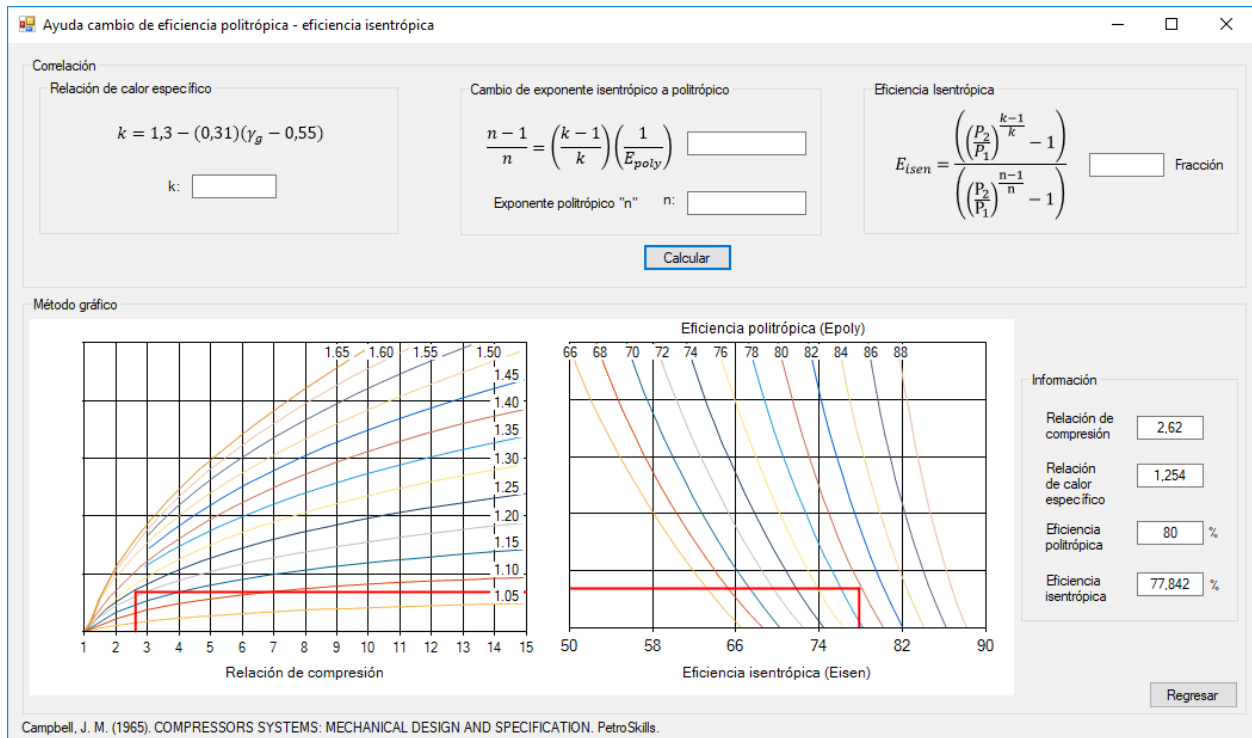 Ayuda cambio de eficiencia politrópica - eficiencia isentrópica
Correlación
Relación de calor específico
k = 1,3 − (0,31)(γg − 0,55)
k:
Cambio de exponente isentrópico a politrópico
n − 1 / n = (k − 1 / k) (1 / Epoly)
Exponente politrópico "n" n:
Eficiencia Isentrópica
Eisen = ((P2/P1)^(k−1/k) − 1) / ((P2/P1)^(n−1/n) − 1)
Fracción
Calcular
Método gráfico
1.65 1.60 1.55 1.50
1.45
1.40
1.35
1.30
1.25
1.20
1.15
1.10
1.05
1 2 3 4 5 6 7 8 9 10 11 12 13 14 15
Relación de compresión
Eficiencia politrópica (Epoly)
66 68 70 72 74 76 78 80 82 84 86 88
50 58 66 74 82 90
Eficiencia isentrópica (Eisen)
Información
Relación de
compresión
2,62
Relación
de calor
específico
1,254
Eficiencia
politrópica
80 %
Eficiencia
isentrópica
77,842 %
Regresar
Campbell, J. M. (1965). COMPRESSORS SYSTEMS: MECHANICAL DESIGN AND SPECIFICATION. PetroSkills.